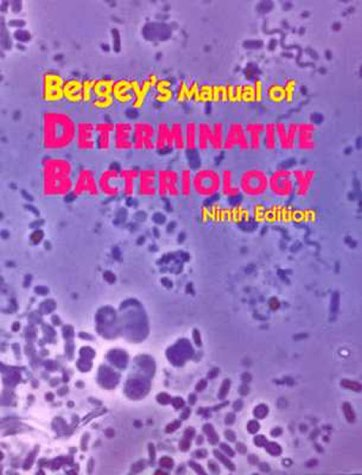 Bergey's Manual of
DETERMINATIVE
BACTERIOLOGY
Ninth Edition